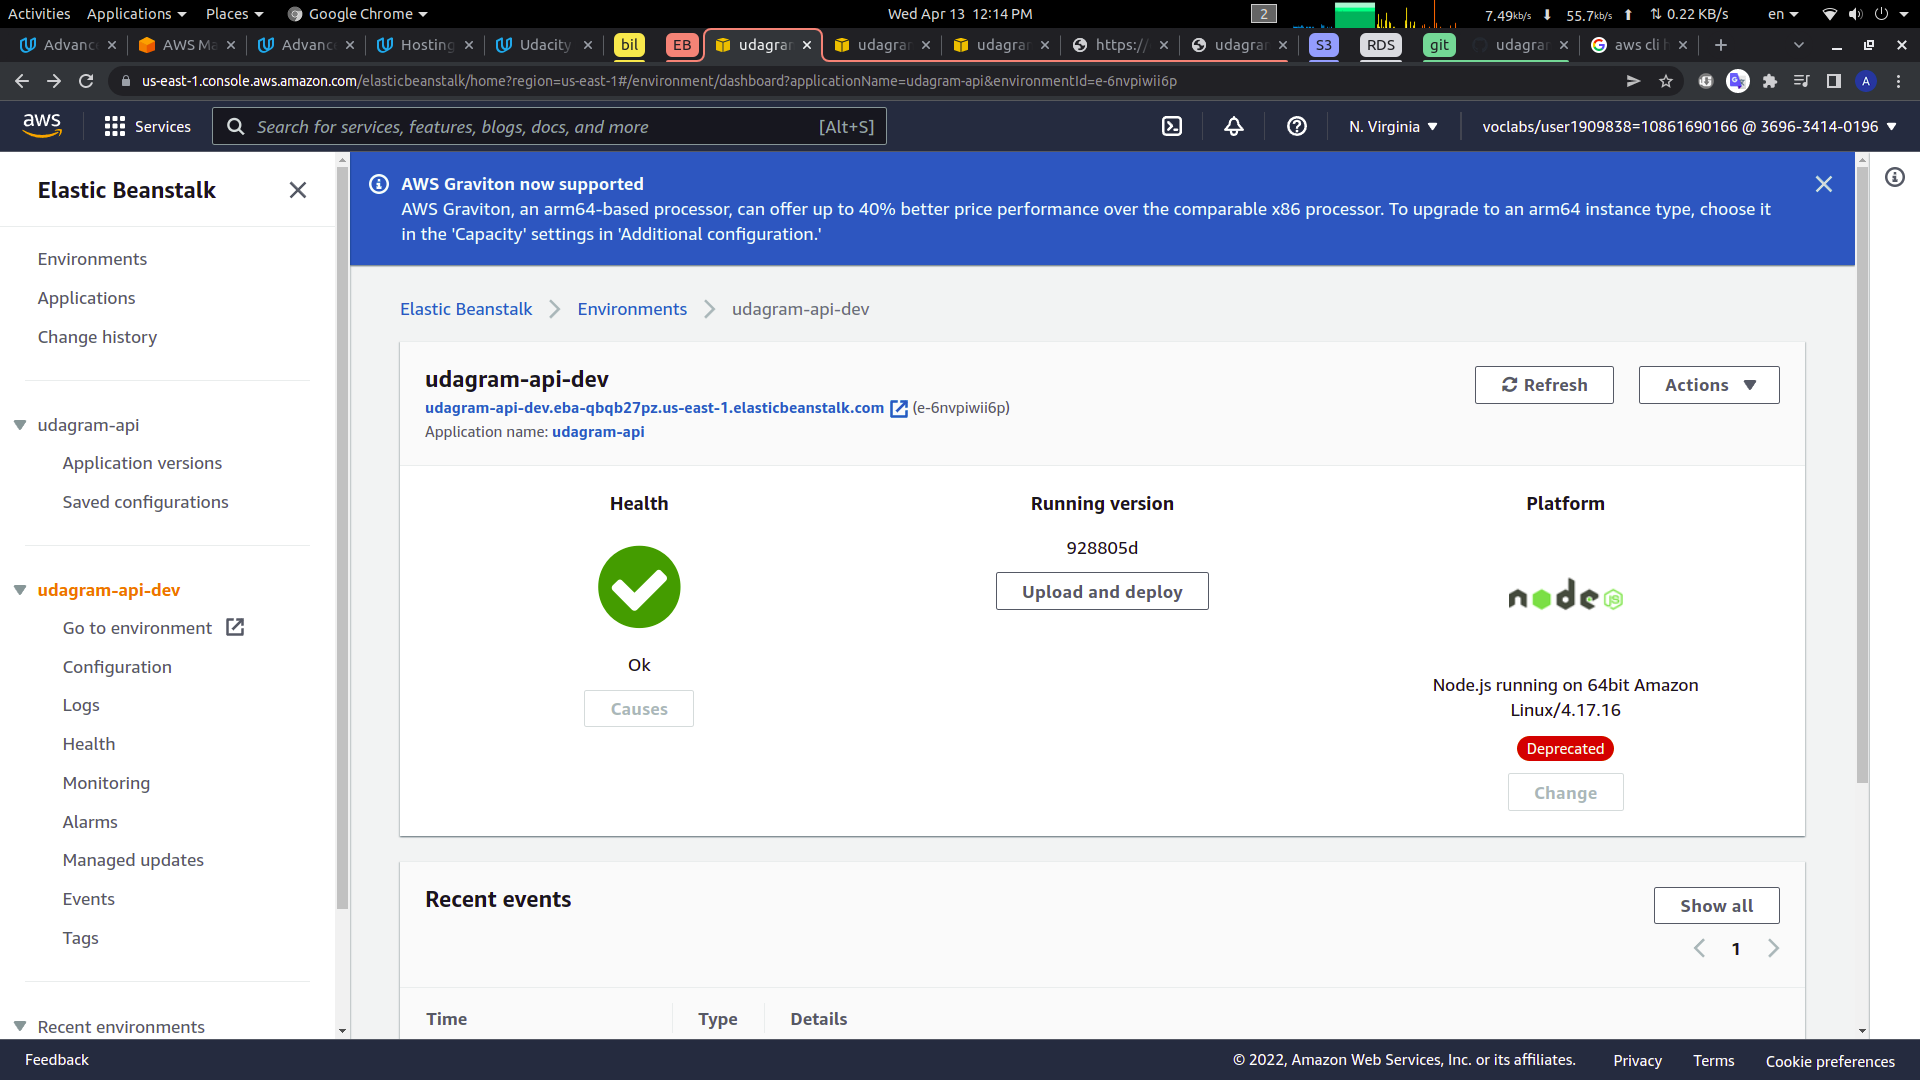 Activities Applications Places Google Chrome Wed Apr 13 12:14 PM 2 7.49kb/s 55.7kb/s 0.22 KB/s en
Advanc AWS Ma Advanc Hosting Udacity bil EB udagram udagram udagram https:// udagram S3 RDS git udagram aws cli h
us-east-1.console.aws.amazon.com/elasticbeanstalk/home?region=us-east-1#/environment/dashboard?applicationName=udagram-api&environmentId=e-6nvpiwii6p A
aws Services Search for services, features, blogs, docs, and more [Alt+S] N. Virginia voclabs/user1909838=10861690166 @ 3696-3414-0196
Elastic Beanstalk
Environments
Applications
Change history
udagram-api
Application versions
Saved configurations
udagram-api-dev
Go to environment
Configuration
Logs
Health
Monitoring
Alarms
Managed updates
Events
Tags
Recent environments
AWS Graviton now supported
AWS Graviton, an arm64-based processor, can offer up to 40% better price performance over the comparable x86 processor. To upgrade to an arm64 instance type, choose it
in the 'Capacity' settings in 'Additional configuration.'
Elastic Beanstalk Environments udagram-api-dev
udagram-api-dev
Refresh Actions
udagram-api-dev.eba-qbqb27pz.us-east-1.elasticbeanstalk.com (e-6nvpiwii6p)
Application name: udagram-api
Health
Ok
Causes
Running version
928805d
Upload and deploy
Platform
node JS
Node.js running on 64bit Amazon
Linux/4.17.16
Deprecated
Change
Recent events
Show all
1
Time Type Details
Feedback © 2022, Amazon Web Services, Inc. or its affiliates. Privacy Terms Cookie preferences